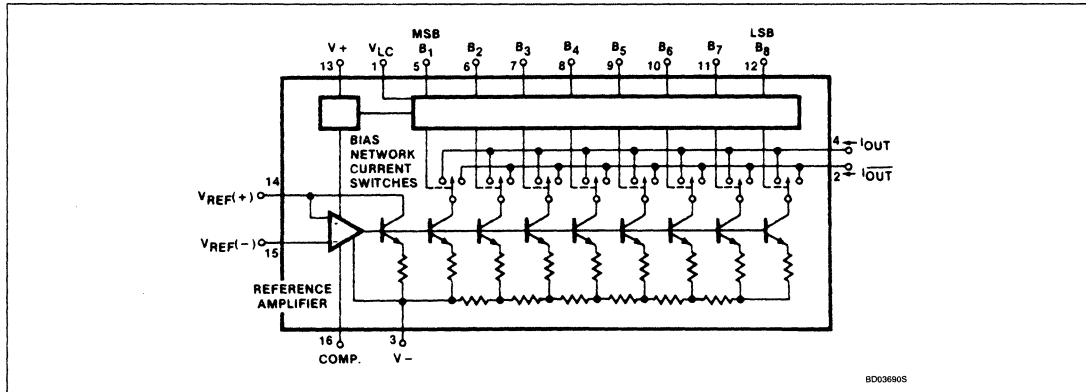 MSB LSB
V+ VLC B1 B2 B3 B4 B5 B6 B7 B8
13 1 5 6 7 8 9 10 11 12
BIAS
NETWORK
CURRENT
SWITCHES
4 IOUT
2 IOUT
14
VREF(+)
VREF(−)
15
REFERENCE
AMPLIFIER
16 3
COMP. V−
BD03690S